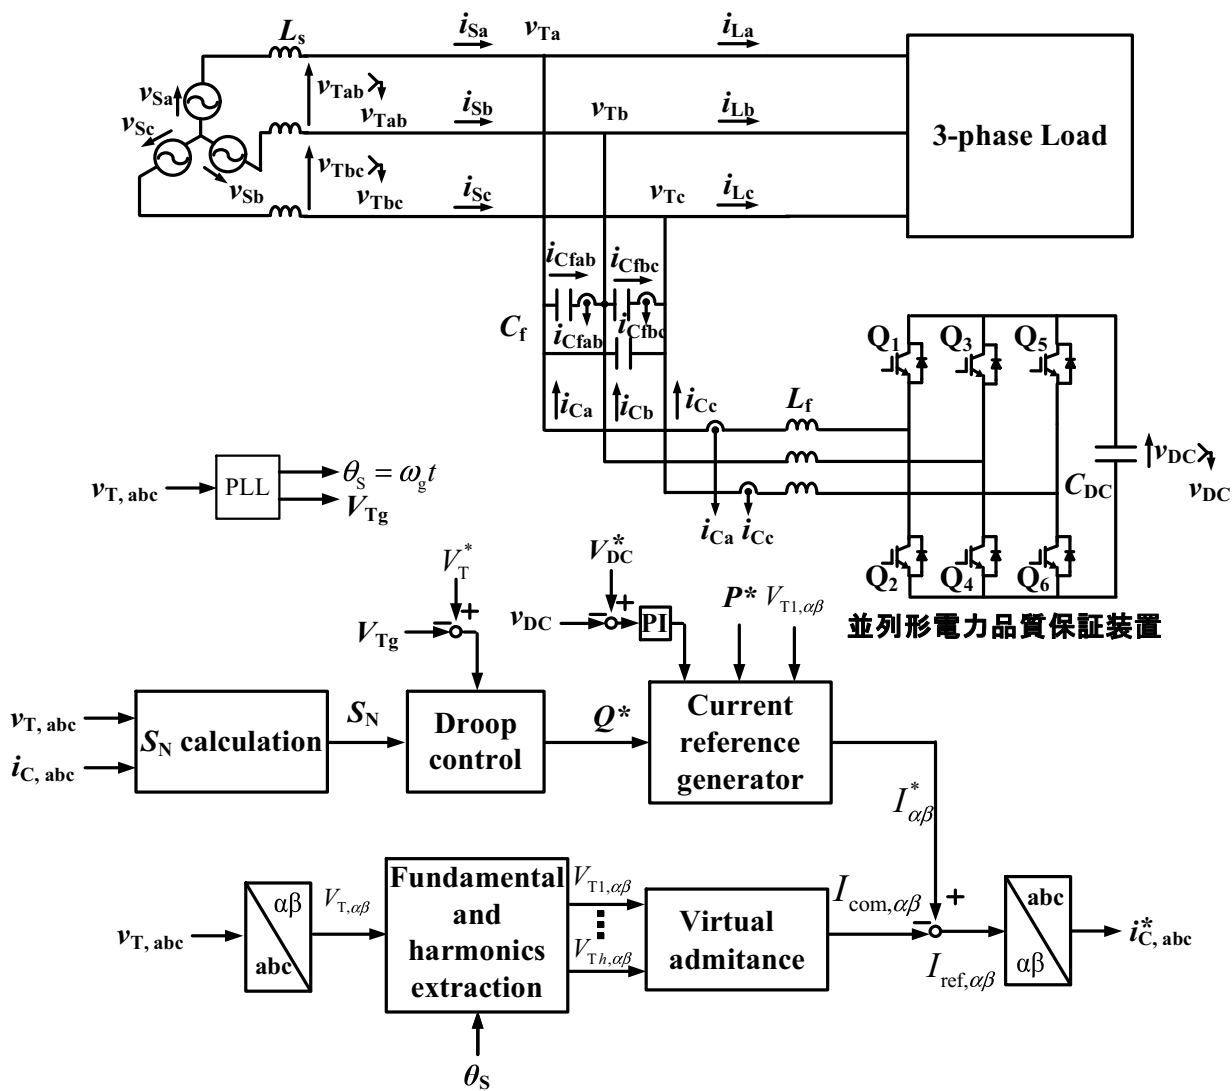 Ls
iSa
vTa
iLa
vSa
vTab
vTab
iSb
vTb
iLb
3-phase Load
vSc
vSb
vTbc
vTbc
iSc
vTc
iLc
iCfab
iCfbc
Cf
iCfab
iCfbc
Q1
Q3
Q5
iCa
iCb
iCc
Lf
CDC
vDC
vDC
iCa
iCc
Q2
Q4
Q6
並列形電力品質保証装置
vT, abc
PLL
θS = ωgt
VTg
VT*
VTg
− +
VDC*
vDC
− +
PI
P*
VT1,αβ
vT, abc
iC, abc
SN calculation
SN
Droop
control
Q*
Current
reference
generator
I*αβ
vT, abc
αβ
abc
VT,αβ
Fundamental
and
harmonics
extraction
θS
VT1,αβ
VTh,αβ
Virtual
admitance
Icom,αβ
+
−
Iref,αβ
abc
αβ
i*C, abc